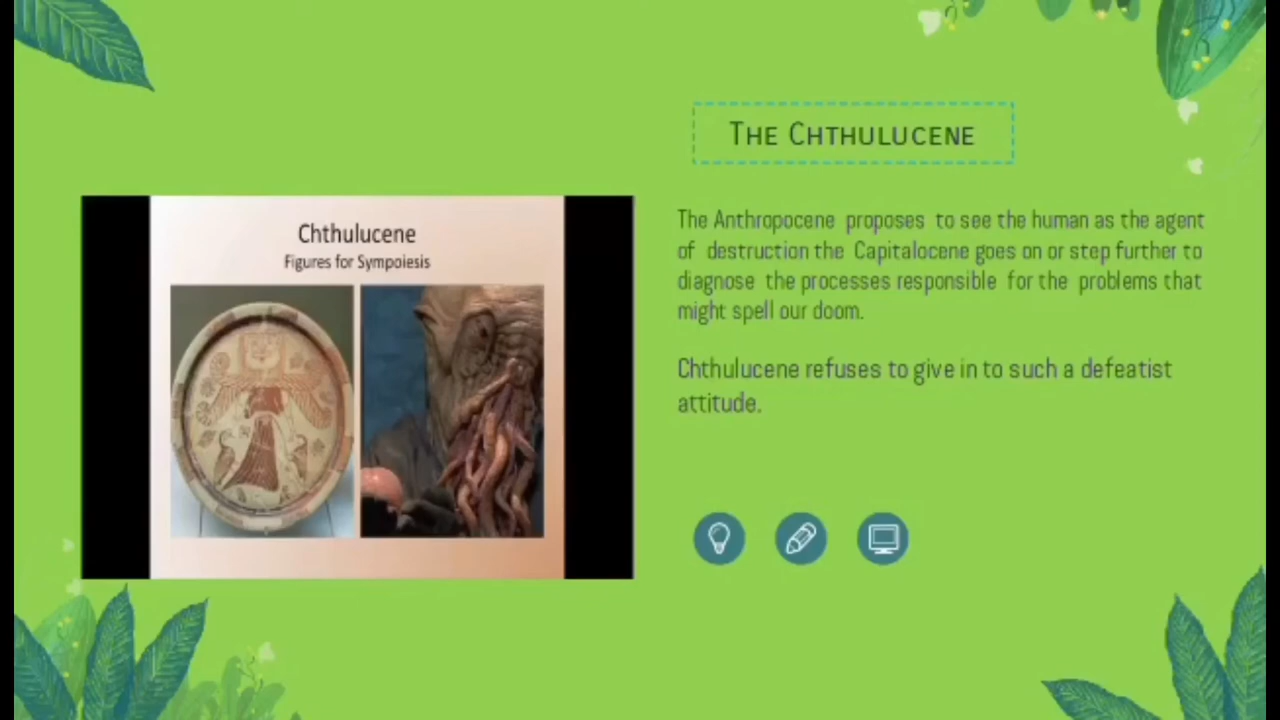 THE CHTHULUCENE
Chthulucene
Figures for Sympoiesis
The Anthropocene proposes to see the human as the agent
of destruction the Capitalocene goes on or step further to
diagnose the processes responsible for the problems that
might spell our doom.
Chthulucene refuses to give in to such a defeatist
attitude.